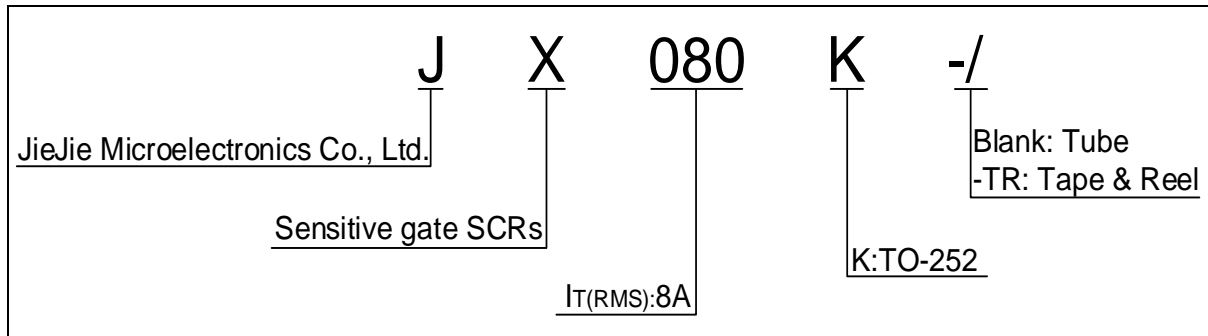 J X 080 K -/
JieJie Microelectronics Co., Ltd.
Blank: Tube
-TR: Tape & Reel
Sensitive gate SCRs
K:TO-252
IT(RMS):8A